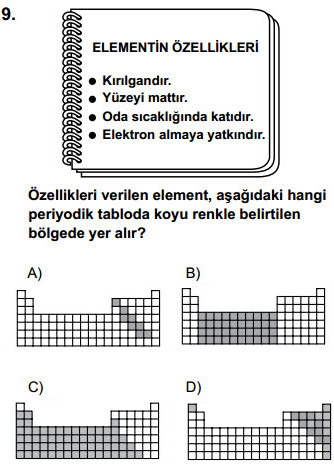 9.
ELEMENTİN ÖZELLİKLERİ
● Kırılgandır.
● Yüzeyi mattır.
● Oda sıcaklığında katıdır.
● Elektron almaya yatkındır.
Özellikleri verilen element, aşağıdaki hangi
periyodik tabloda koyu renkle belirtilen
bölgede yer alır?
A)
B)
C)
D)